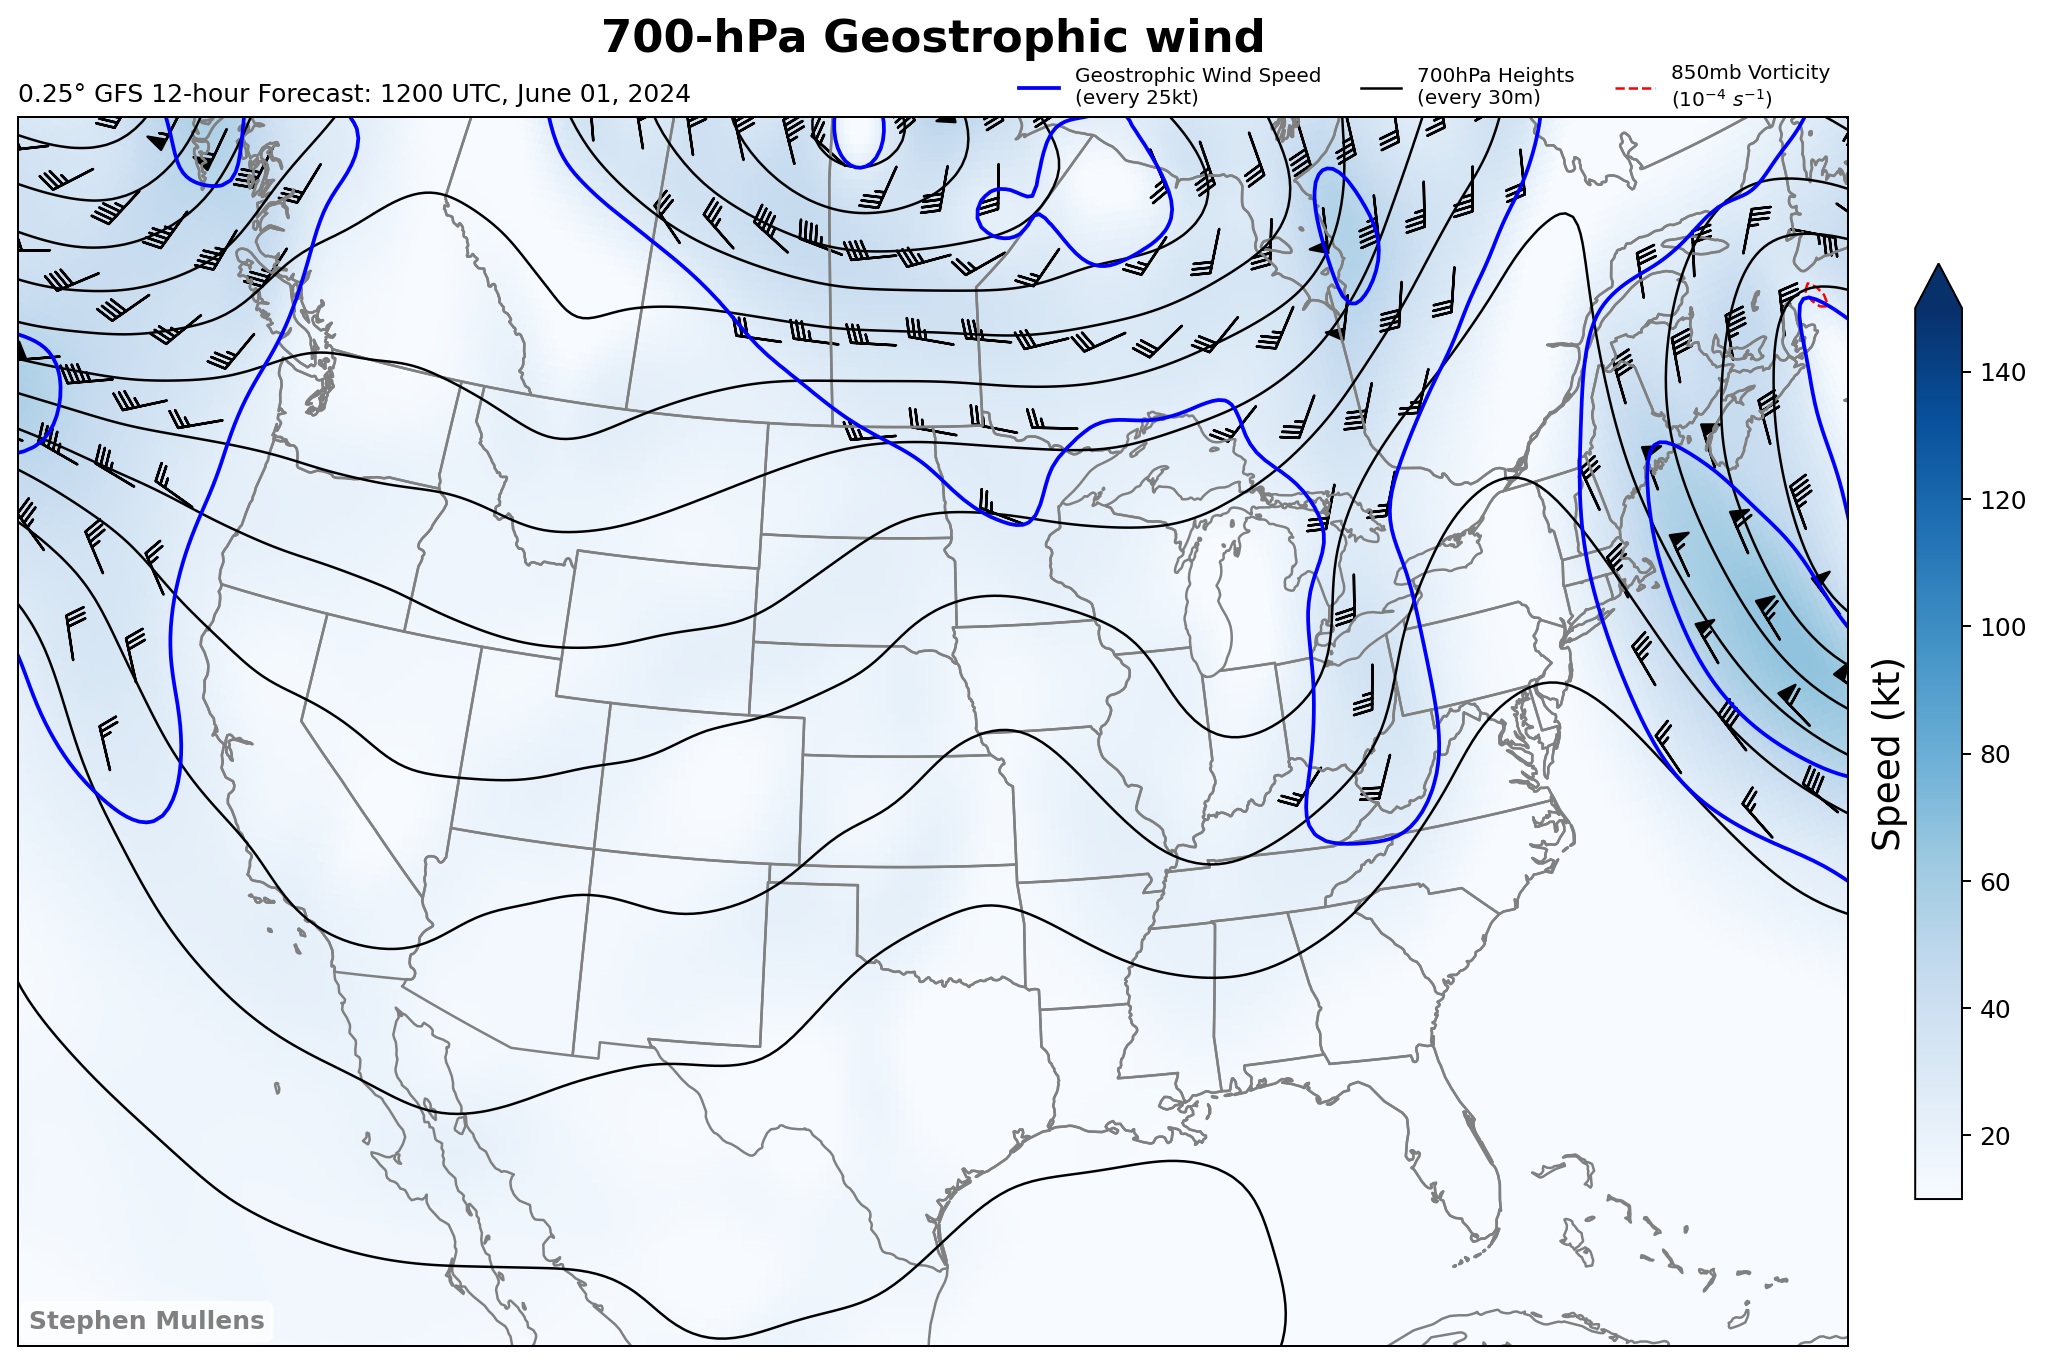 700-hPa Geostrophic wind
0.25° GFS 12-hour Forecast: 1200 UTC, June 01, 2024
Geostrophic Wind Speed
(every 25kt)
700hPa Heights
(every 30m)
850mb Vorticity
(10⁻⁴ s⁻¹)
140
120
100
80
60
40
20
Speed (kt)
Stephen Mullens